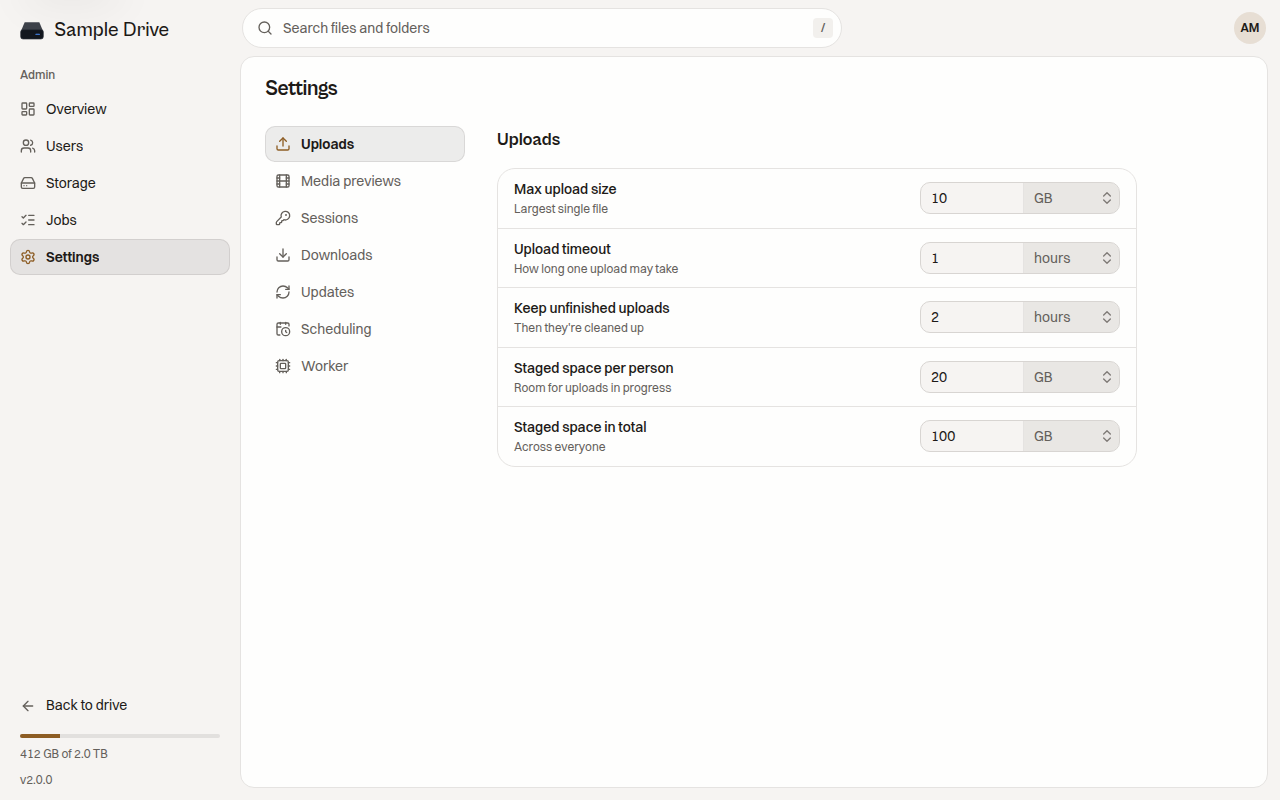 Sample Drive
Search files and folders
/
AM
Admin
Overview
Users
Storage
Jobs
Settings
Back to drive
412 GB of 2.0 TB
v2.0.0
Settings
Uploads
Media previews
Sessions
Downloads
Updates
Scheduling
Worker
Uploads
Max upload size
Largest single file
10 GB
Upload timeout
How long one upload may take
1 hours
Keep unfinished uploads
Then they're cleaned up
2 hours
Staged space per person
Room for uploads in progress
20 GB
Staged space in total
Across everyone
100 GB